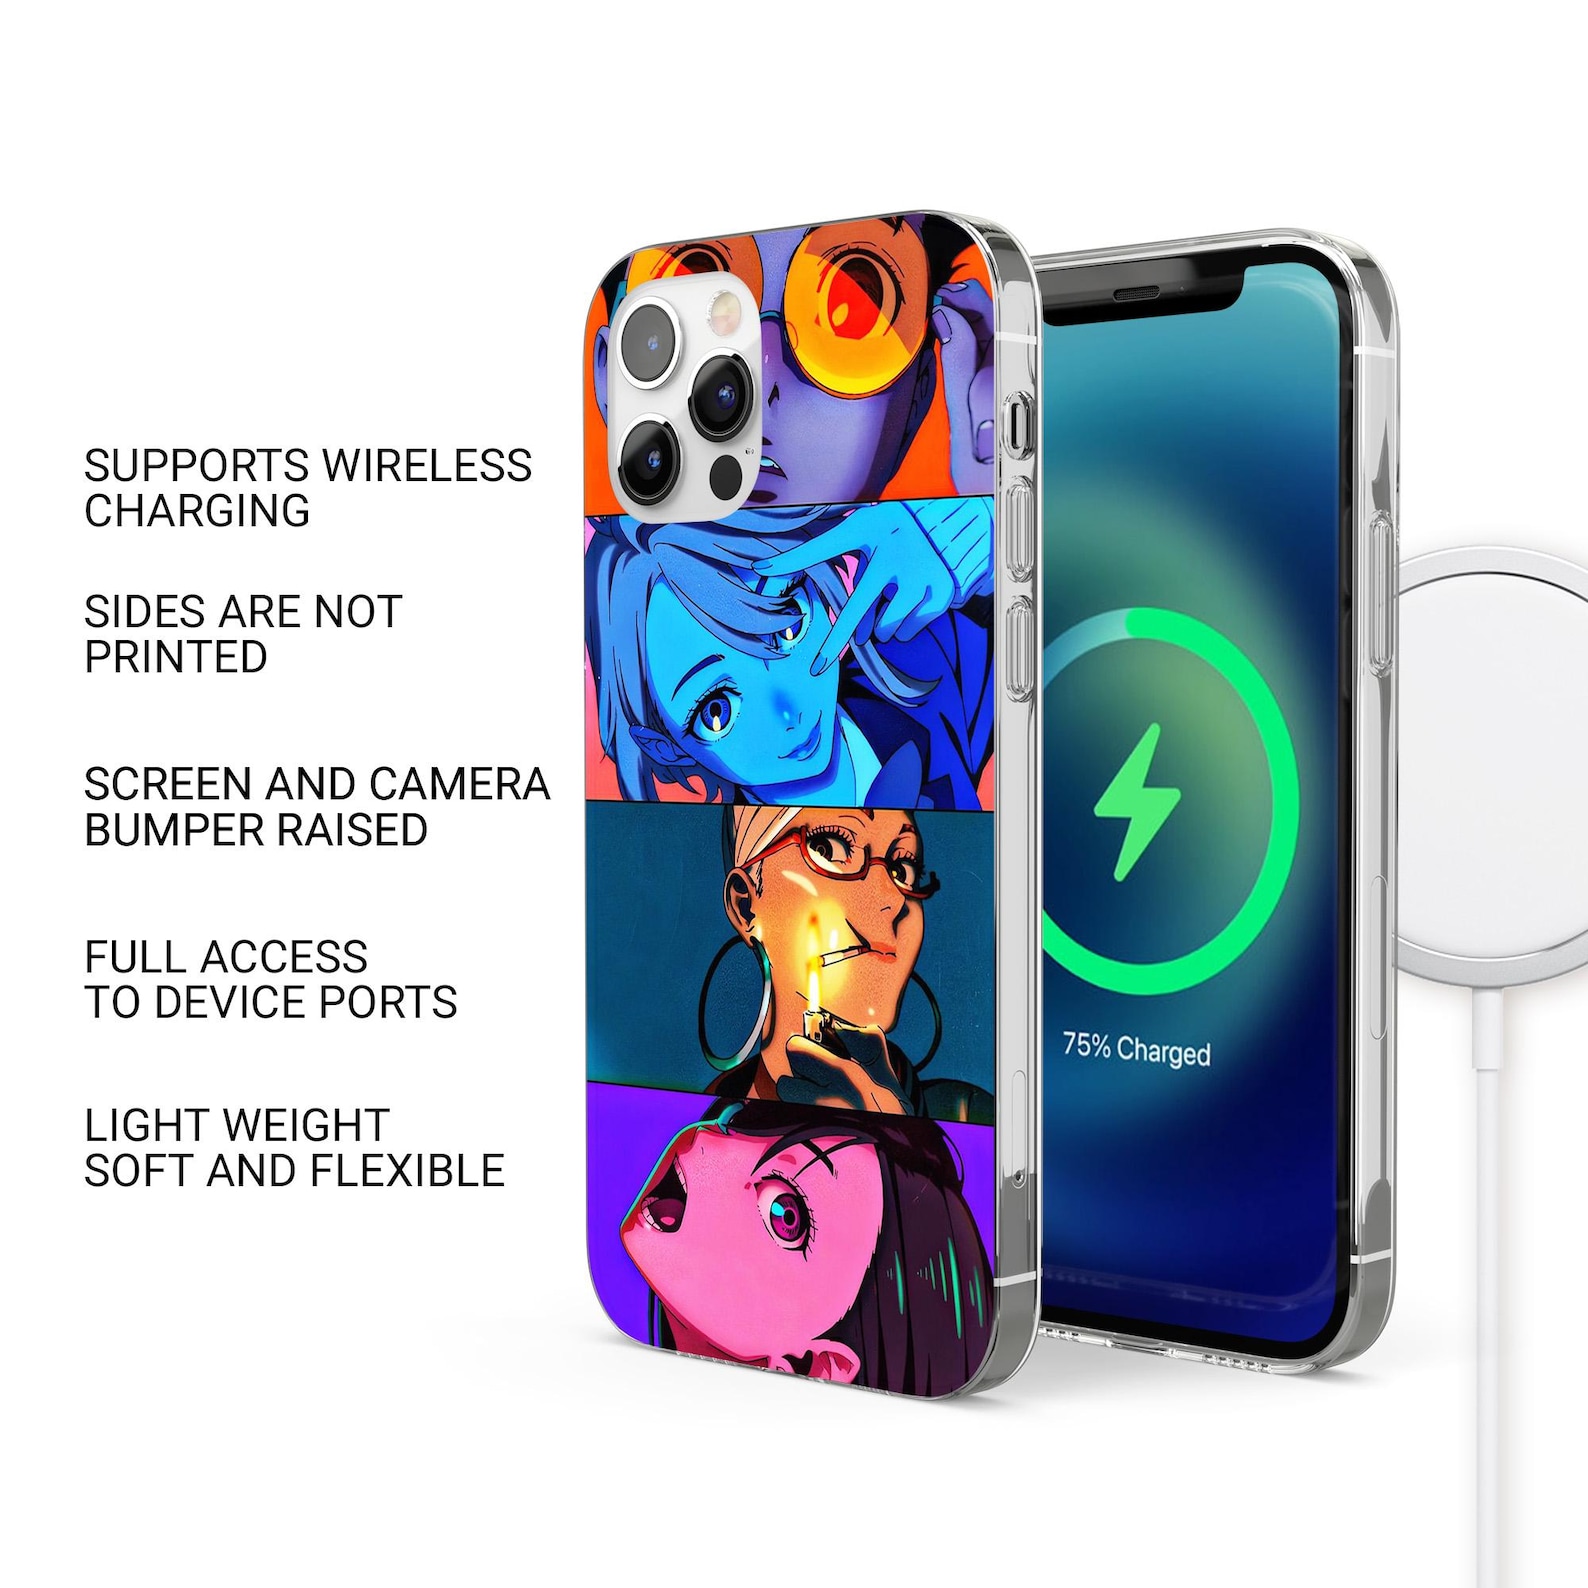 SUPPORTS WIRELESS
CHARGING
SIDES ARE NOT
PRINTED
SCREEN AND CAMERA
BUMPER RAISED
FULL ACCESS
TO DEVICE PORTS
LIGHT WEIGHT
SOFT AND FLEXIBLE
75% Charged